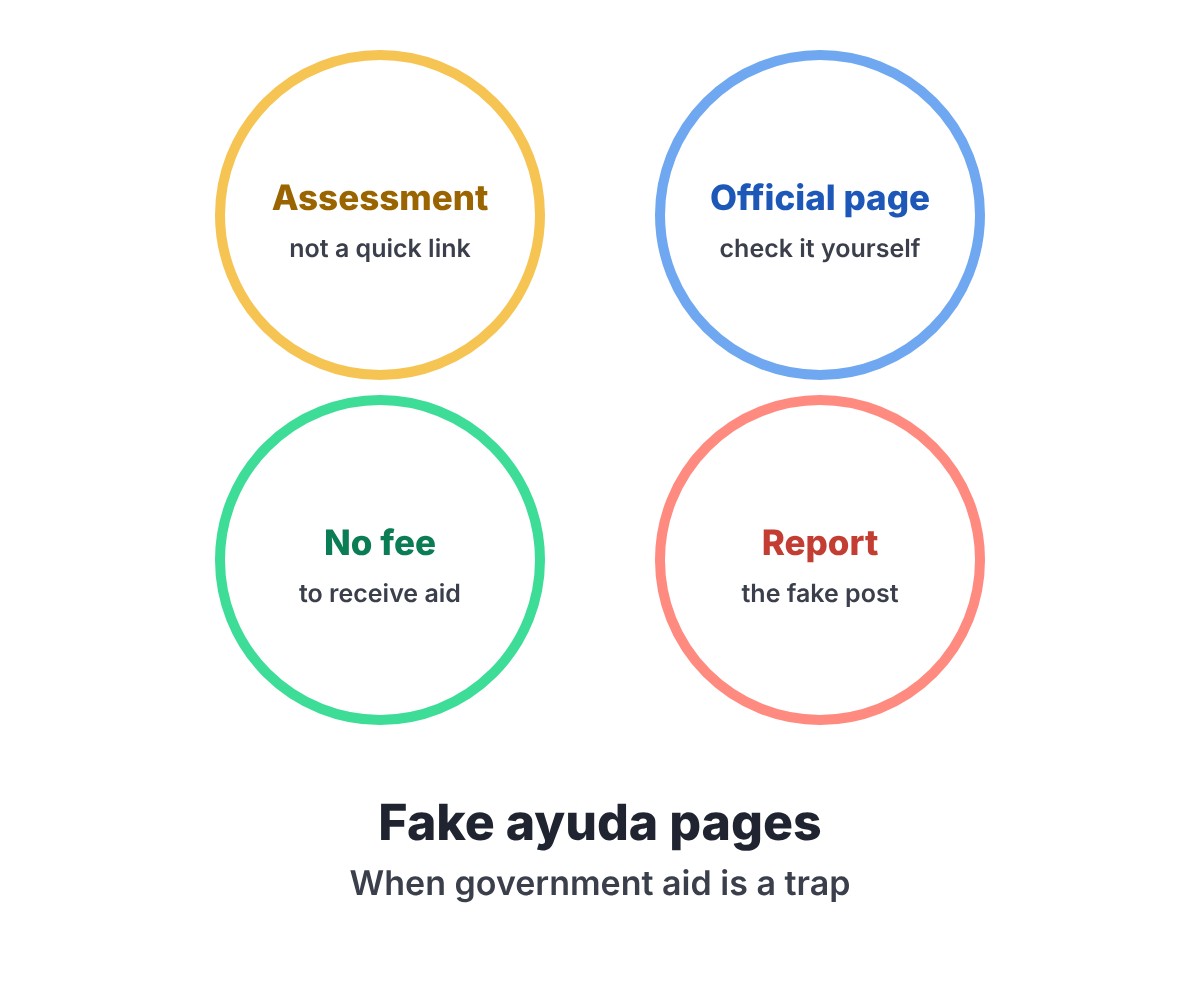 Assessment
not a quick link
Official page
check it yourself
No fee
to receive aid
Report
the fake post
Fake ayuda pages
When government aid is a trap